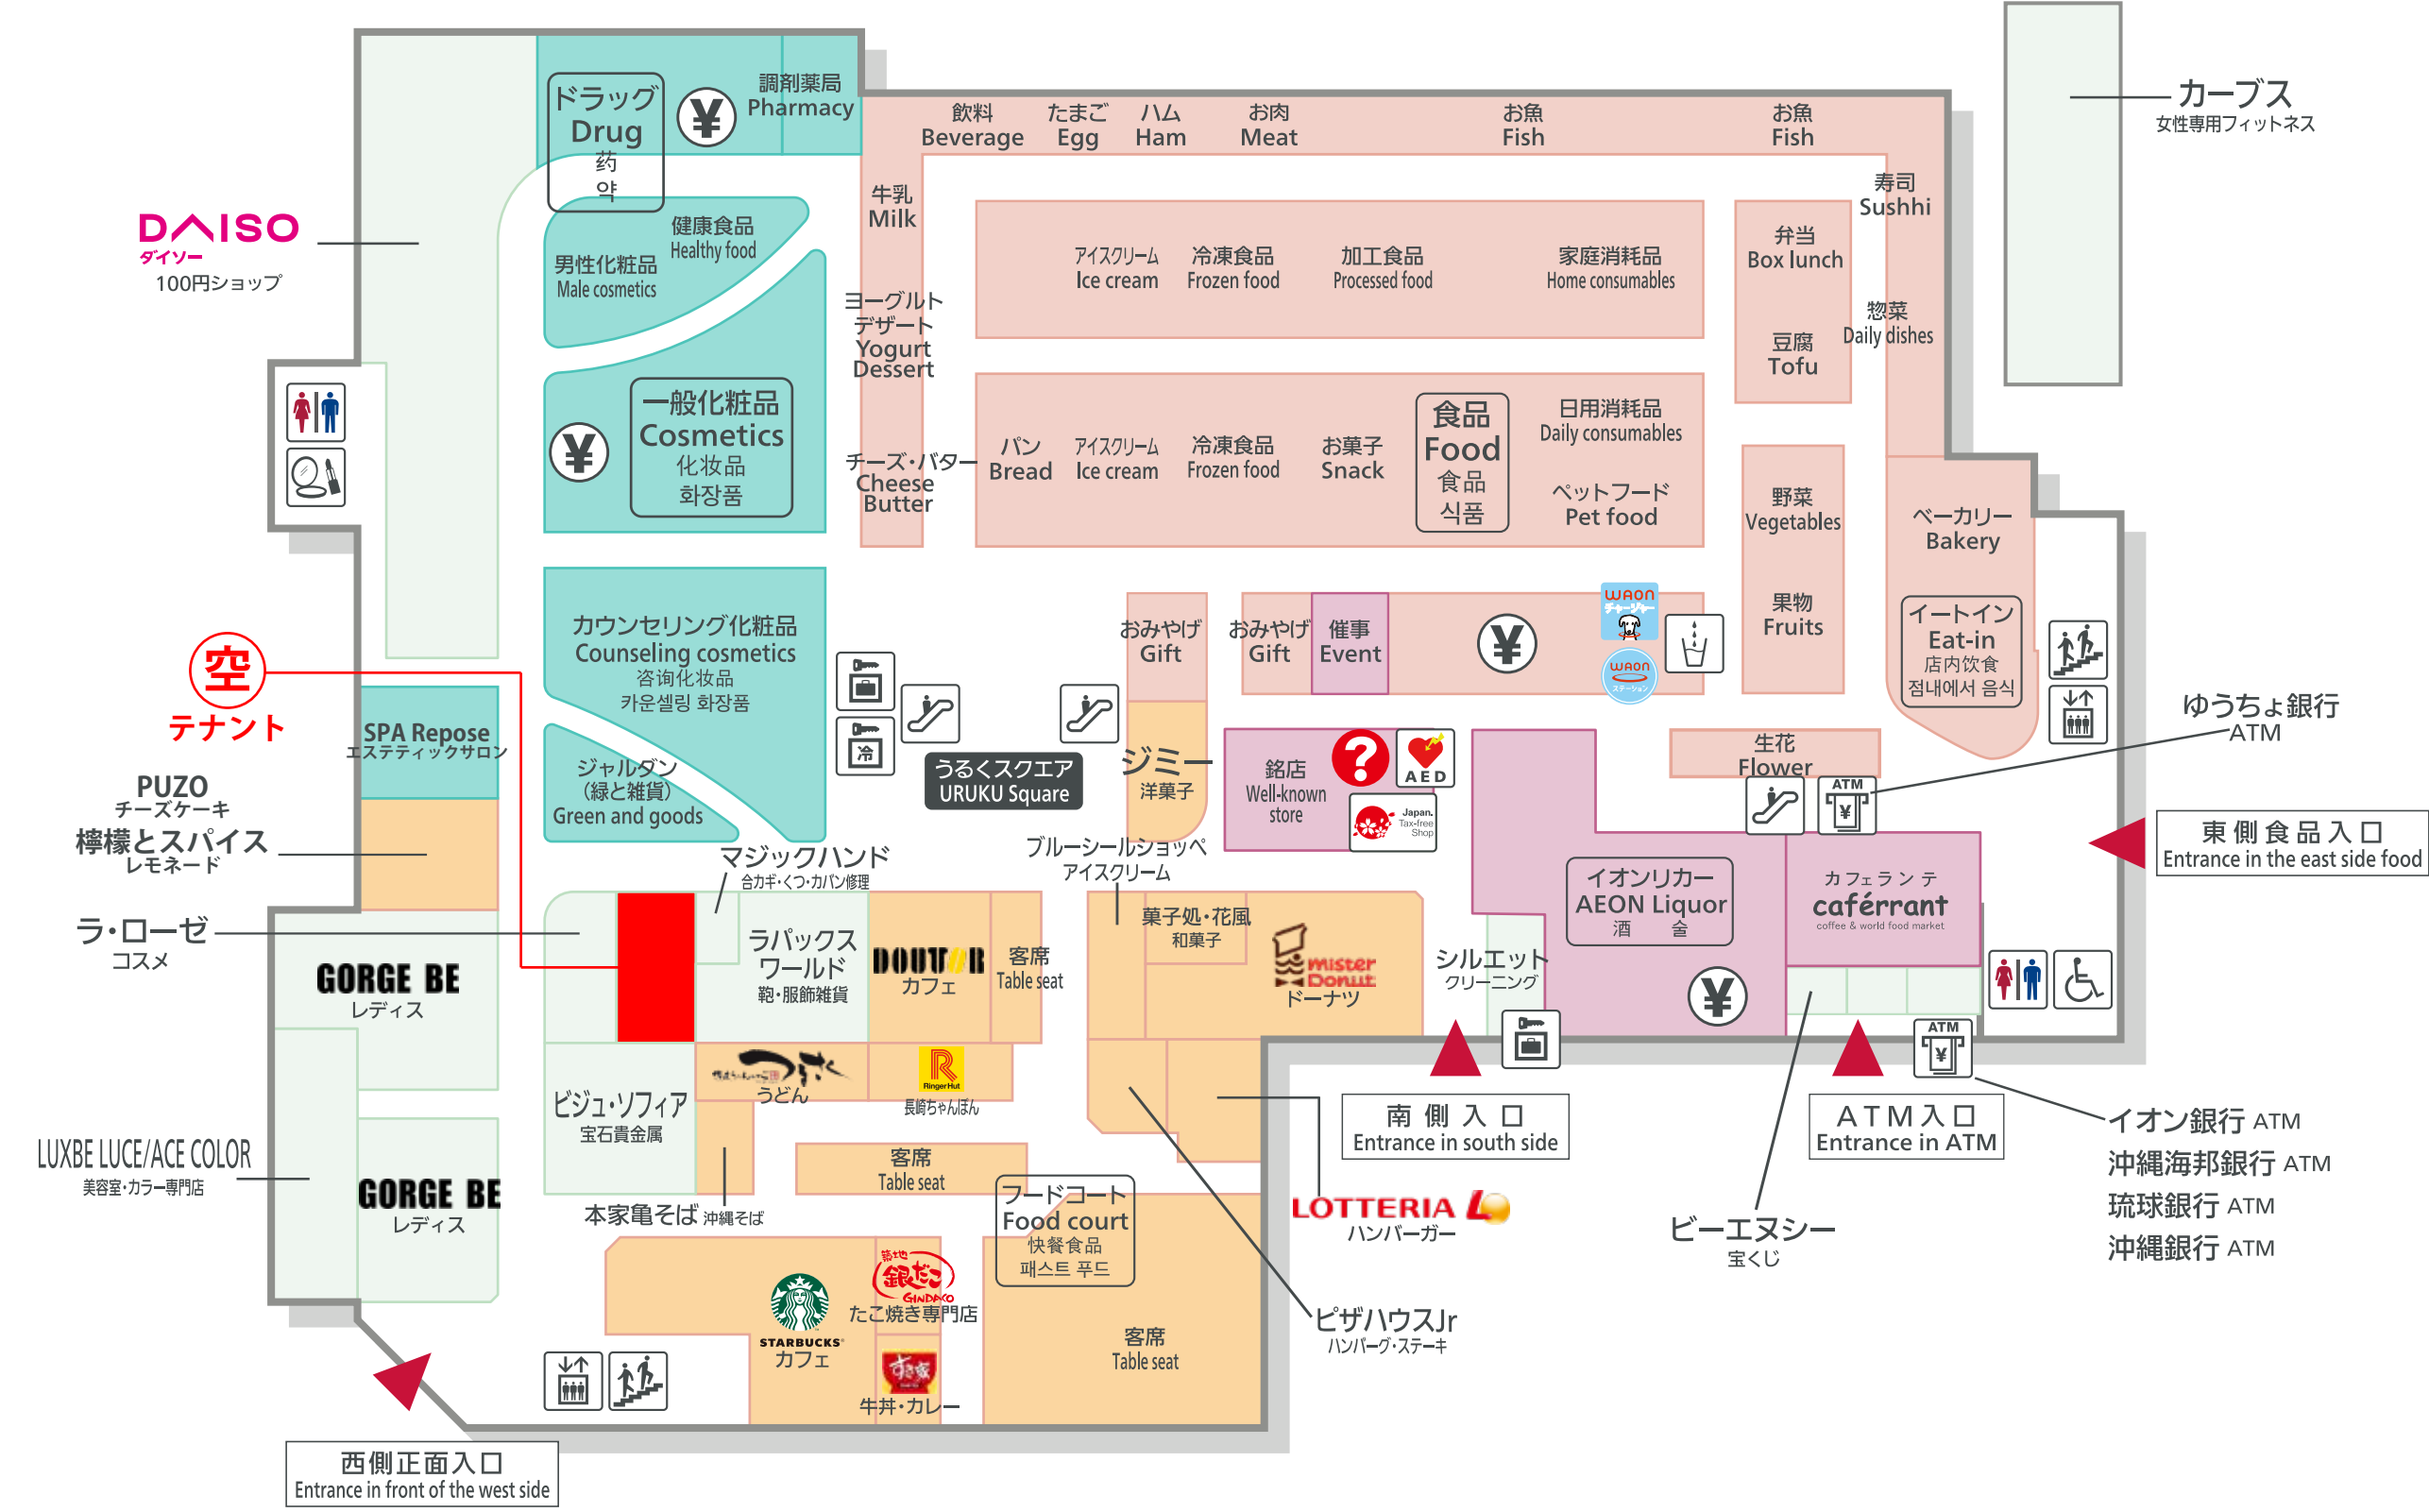 ドラッグ
Drug
药
약
調剤薬局
Pharmacy
飲料
Beverage
たまご
Egg
ハム
Ham
お肉
Meat
お魚
Fish
お魚
Fish
カーブス
女性専用フィットネス
DAISO
ダイソー
100円ショップ
健康食品
Healthy food
男性化粧品
Male cosmetics
牛乳
Milk
寿司
Sushhi
アイスクリーム
Ice cream
冷凍食品
Frozen food
加工食品
Processed food
家庭消耗品
Home consumables
弁当
Box lunch
豆腐
Tofu
惣菜
Daily dishes
ヨーグルト
デザート
Yogurt
Dessert
一般化粧品
Cosmetics
化妆品
화장품
チーズ・バター
Cheese
Butter
パン
Bread
アイスクリーム
Ice cream
冷凍食品
Frozen food
お菓子
Snack
食品
Food
食品
식품
日用消耗品
Daily consumables
ペットフード
Pet food
野菜
Vegetables
果物
Fruits
ベーカリー
Bakery
イートイン
Eat-in
店内饮食
점내에서 음식
カウンセリング化粧品
Counseling cosmetics
咨询化妆品
카운셀링 화장품
おみやげ
Gift
おみやげ
Gift
催事
Event
WAON
チャージャー
WAON
ステーション
空
テナント
SPA Repose
エステティックサロン
冷
うるくスクエア
URUKU Square
ジミー
洋菓子
銘店
Well-known
store
?
AED
Japan.
Tax-free
Shop
生花
Flower
ATM
ゆうちょ銀行
ATM
ジャルダン
（緑と雑貨）
Green and goods
PUZO
チーズケーキ
檸檬とスパイス
レモネード
東側食品入口
Entrance in the east side food
マジックハンド
合カギ・くつ・カバン修理
ブルーシールショッペ
アイスクリーム
イオンリカー
AEON Liquor
酒 술
カフェランテ
caférrant
coffee & world food market
ラ・ローゼ
コスメ
GORGE BE
レディス
ラパックス
ワールド
鞄・服飾雑貨
DOUTOR
カフェ
客席
Table seat
菓子処・花風
和菓子
mister
Donut
ドーナツ
シルエット
クリーニング
ATM
ビジュ・ソフィア
宝石貴金属
うどん
RingerHut
長崎ちゃんぽん
南側入口
Entrance in south side
ATM入口
Entrance in ATM
イオン銀行 ATM
沖縄海邦銀行 ATM
琉球銀行 ATM
沖縄銀行 ATM
LUXBE LUCE/ACE COLOR
美容室・カラー専門店
GORGE BE
レディス
客席
Table seat
本家亀そば 沖縄そば
フードコート
Food court
快餐食品
패스트 푸드
LOTTERIA
ハンバーガー
ビーエヌシー
宝くじ
築地
銀だこ
GINDACO
たこ焼き専門店
STARBUCKS
カフェ
すき家
牛丼・カレー
客席
Table seat
ピザハウスJr
ハンバーグ・ステーキ
西側正面入口
Entrance in front of the west side